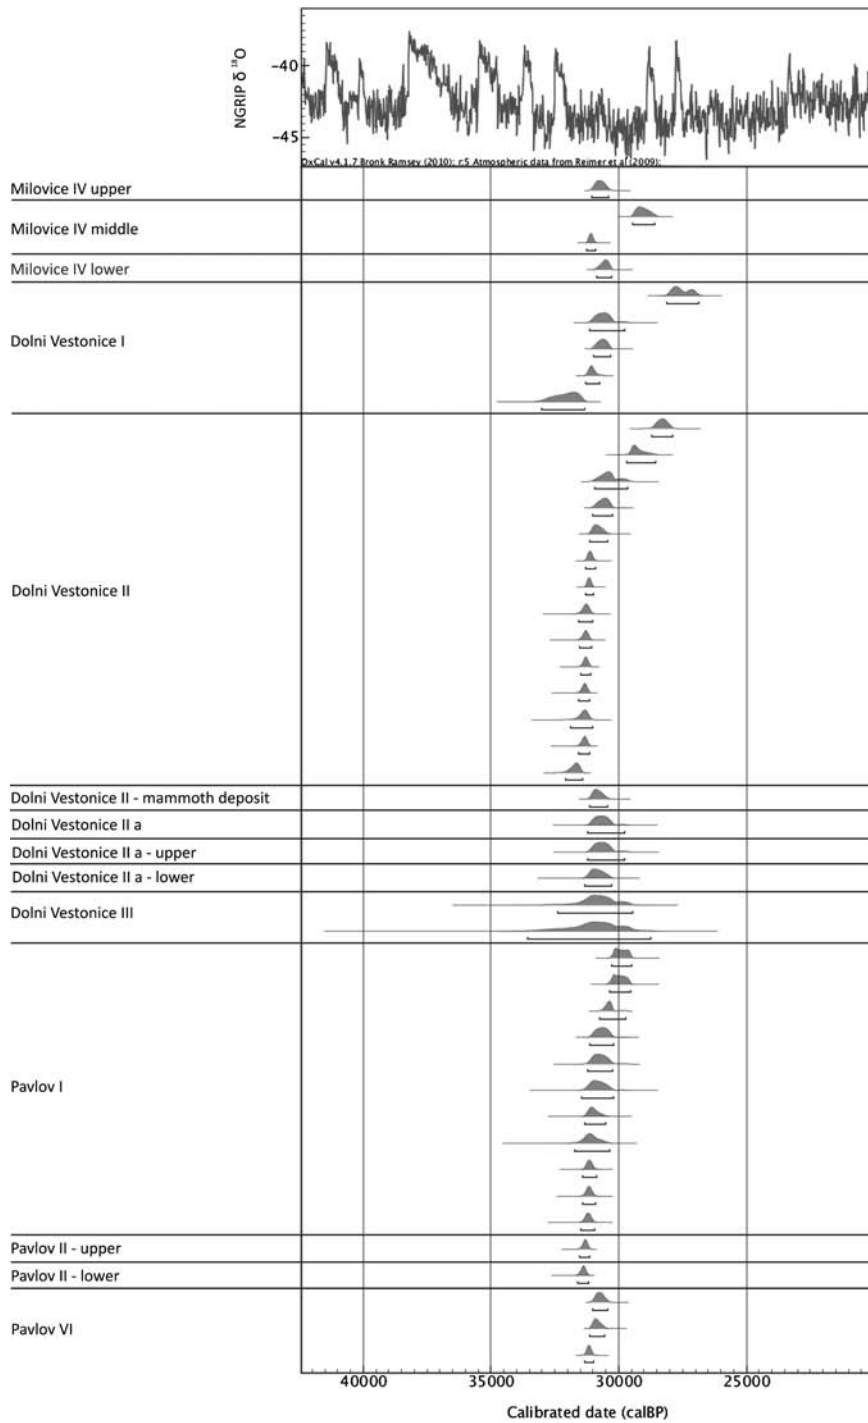 NGRIP δ ¹⁸O
−40
−45
OxCal v4.1.7 Bronk Ramsey (2010); r:5 Atmospheric data from Reimer et al (2009);
Milovice IV upper
Milovice IV middle
Milovice IV lower
Dolni Vestonice I
Dolni Vestonice II
Dolni Vestonice II - mammoth deposit
Dolni Vestonice II a
Dolni Vestonice II a - upper
Dolni Vestonice II a - lower
Dolni Vestonice III
Pavlov I
Pavlov II - upper
Pavlov II - lower
Pavlov VI
40000 35000 30000 25000
Calibrated date (calBP)